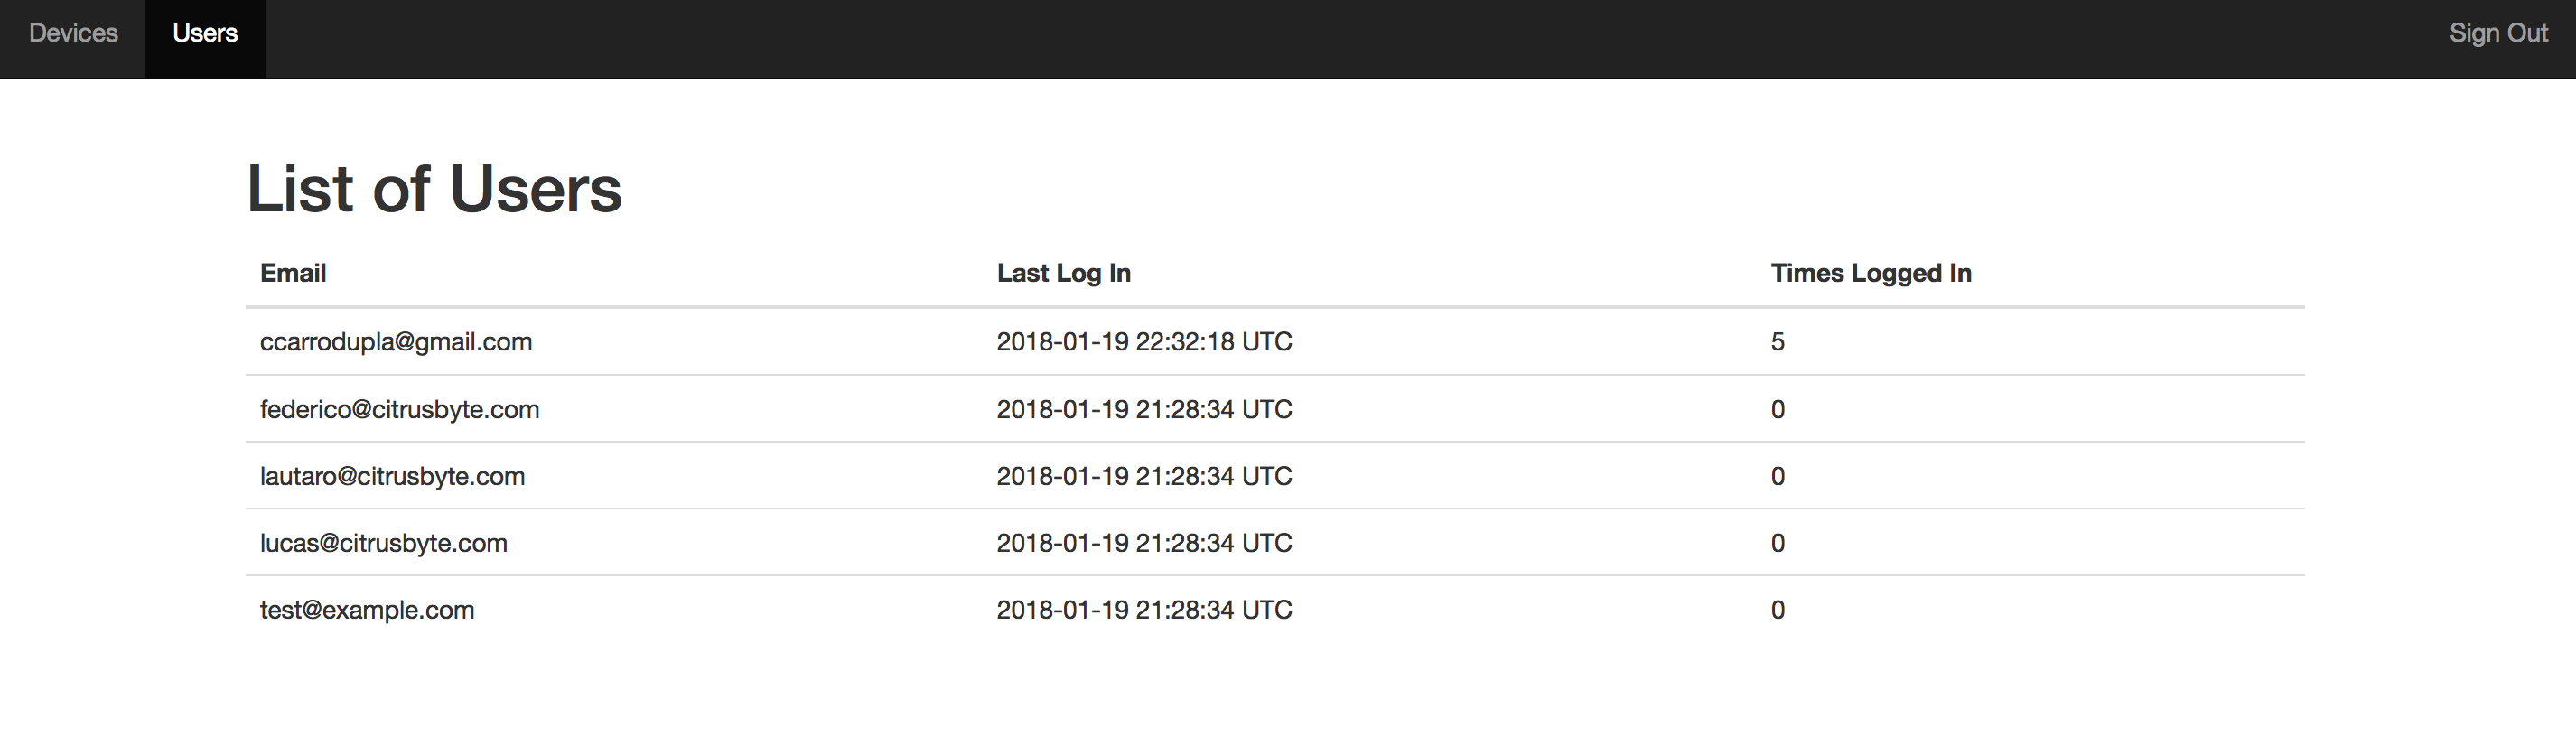 Devices Users Sign Out
List of Users
Email Last Log In Times Logged In
ccarrodupla@gmail.com 2018-01-19 22:32:18 UTC 5
federico@citrusbyte.com 2018-01-19 21:28:34 UTC 0
lautaro@citrusbyte.com 2018-01-19 21:28:34 UTC 0
lucas@citrusbyte.com 2018-01-19 21:28:34 UTC 0
test@example.com 2018-01-19 21:28:34 UTC 0